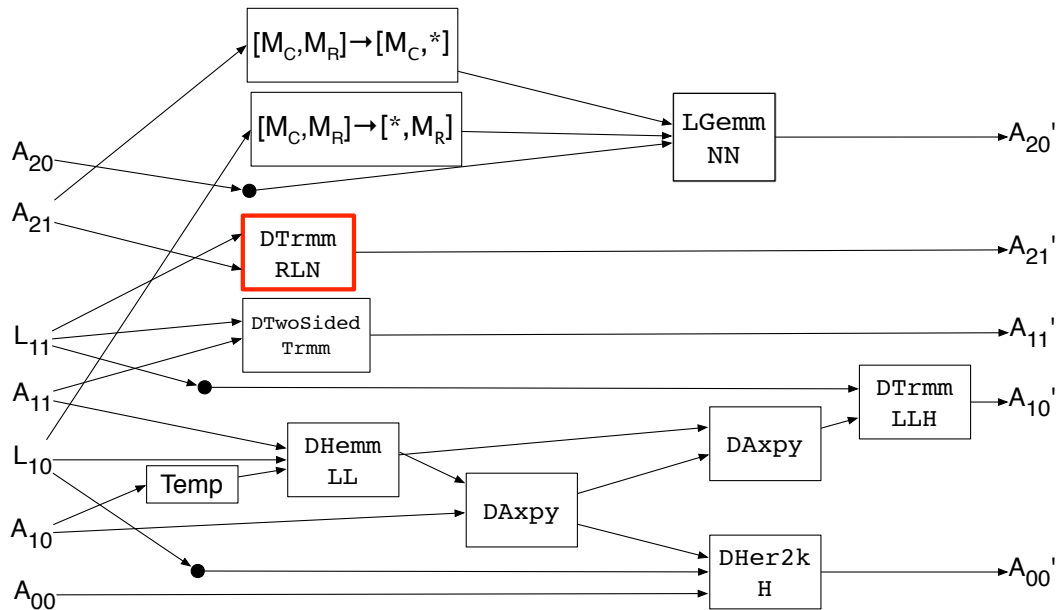 [M_C,M_R]→[M_C,*]
[M_C,M_R]→[*,M_R]
LGemm
NN
A_20
A_20'
A_21
DTrmm
RLN
A_21'
L_11
DTwoSided
Trmm
A_11'
A_11
DTrmm
LLH
A_10'
L_10
DHemm
LL
DAxpy
Temp
DAxpy
A_10
DHer2k
H
A_00
A_00'